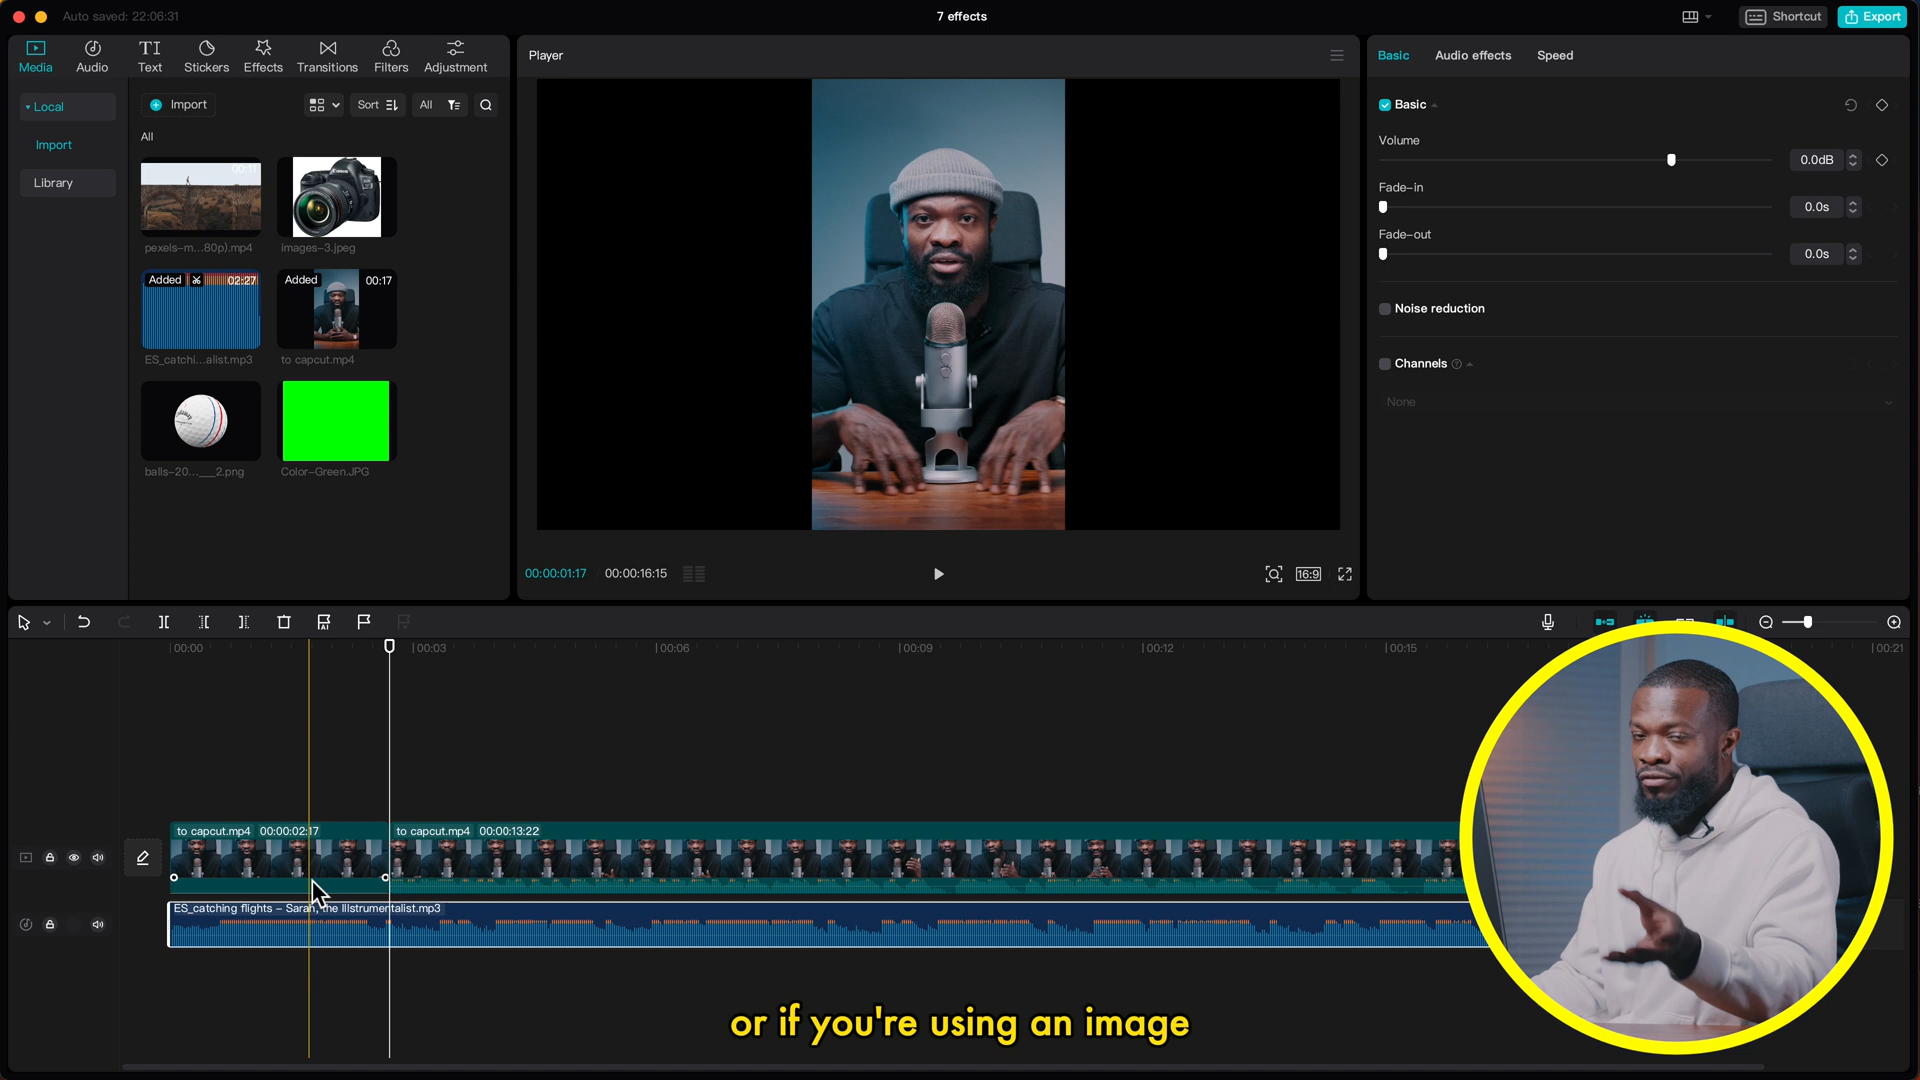 Auto saved: 22:06:31
7 effects
Shortcut
Export
Media
Audio
TI
Text
Stickers
Effects
Transitions
Filters
Adjustment
Player
Basic
Audio effects
Speed
Local
Import
Library
Import
Sort
All
All
pexels-m...80p).mp4
images-3.jpeg
Added
02:27
ES_catchi...alist.mp3
Added
00:17
to capcut.mp4
balls-20...___2.png
Color-Green.JPG
Basic
Volume
0.0dB
Fade-in
0.0s
Fade-out
0.0s
Noise reduction
Channels
None
00:00:01:17
00:00:16:15
16:9
00:00
00:03
00:06
00:09
00:12
00:15
00:21
to capcut.mp4 00:00:02:17
to capcut.mp4 00:00:13:22
ES_catching flights – Sarah, the Illstrumentalist.mp3
or if you're using an image